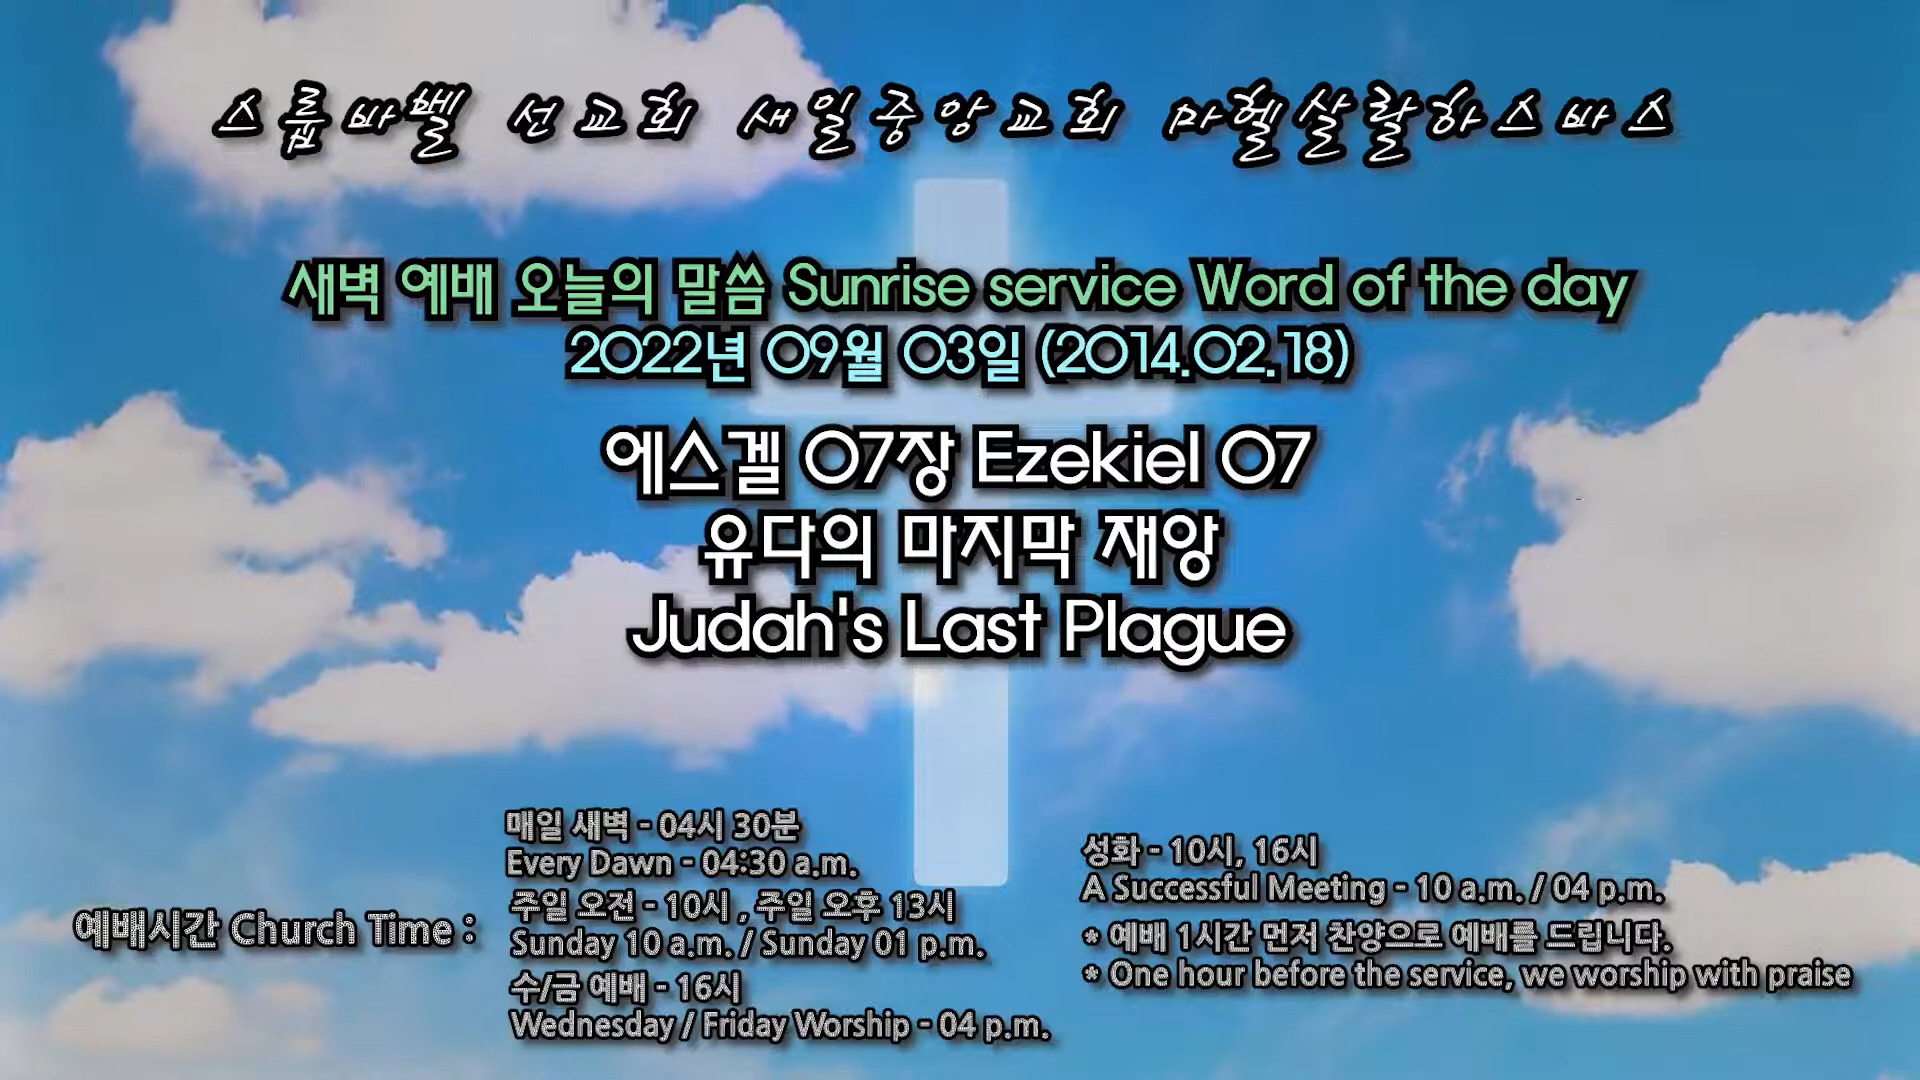 스룹바벨 선교회 새일중앙교회 마헬살랄하스바스
새벽 예배 오늘의 말씀 Sunrise service Word of the day
2022년 09월 03일 (2014.02.18)
에스겔 07장 Ezekiel 07
유다의 마지막 재앙
Judah's Last Plague
예배시간 Church Time :
매일 새벽 - 04시 30분
Every Dawn - 04:30 a.m.
주일 오전 - 10시 , 주일 오후 13시
Sunday 10 a.m. / Sunday 01 p.m.
수/금 예배 - 16시
Wednesday / Friday Worship - 04 p.m.
성화 - 10시, 16시
A Successful Meeting - 10 a.m. / 04 p.m.
* 예배 1시간 먼저 찬양으로 예배를 드립니다.
* One hour before the service, we worship with praise